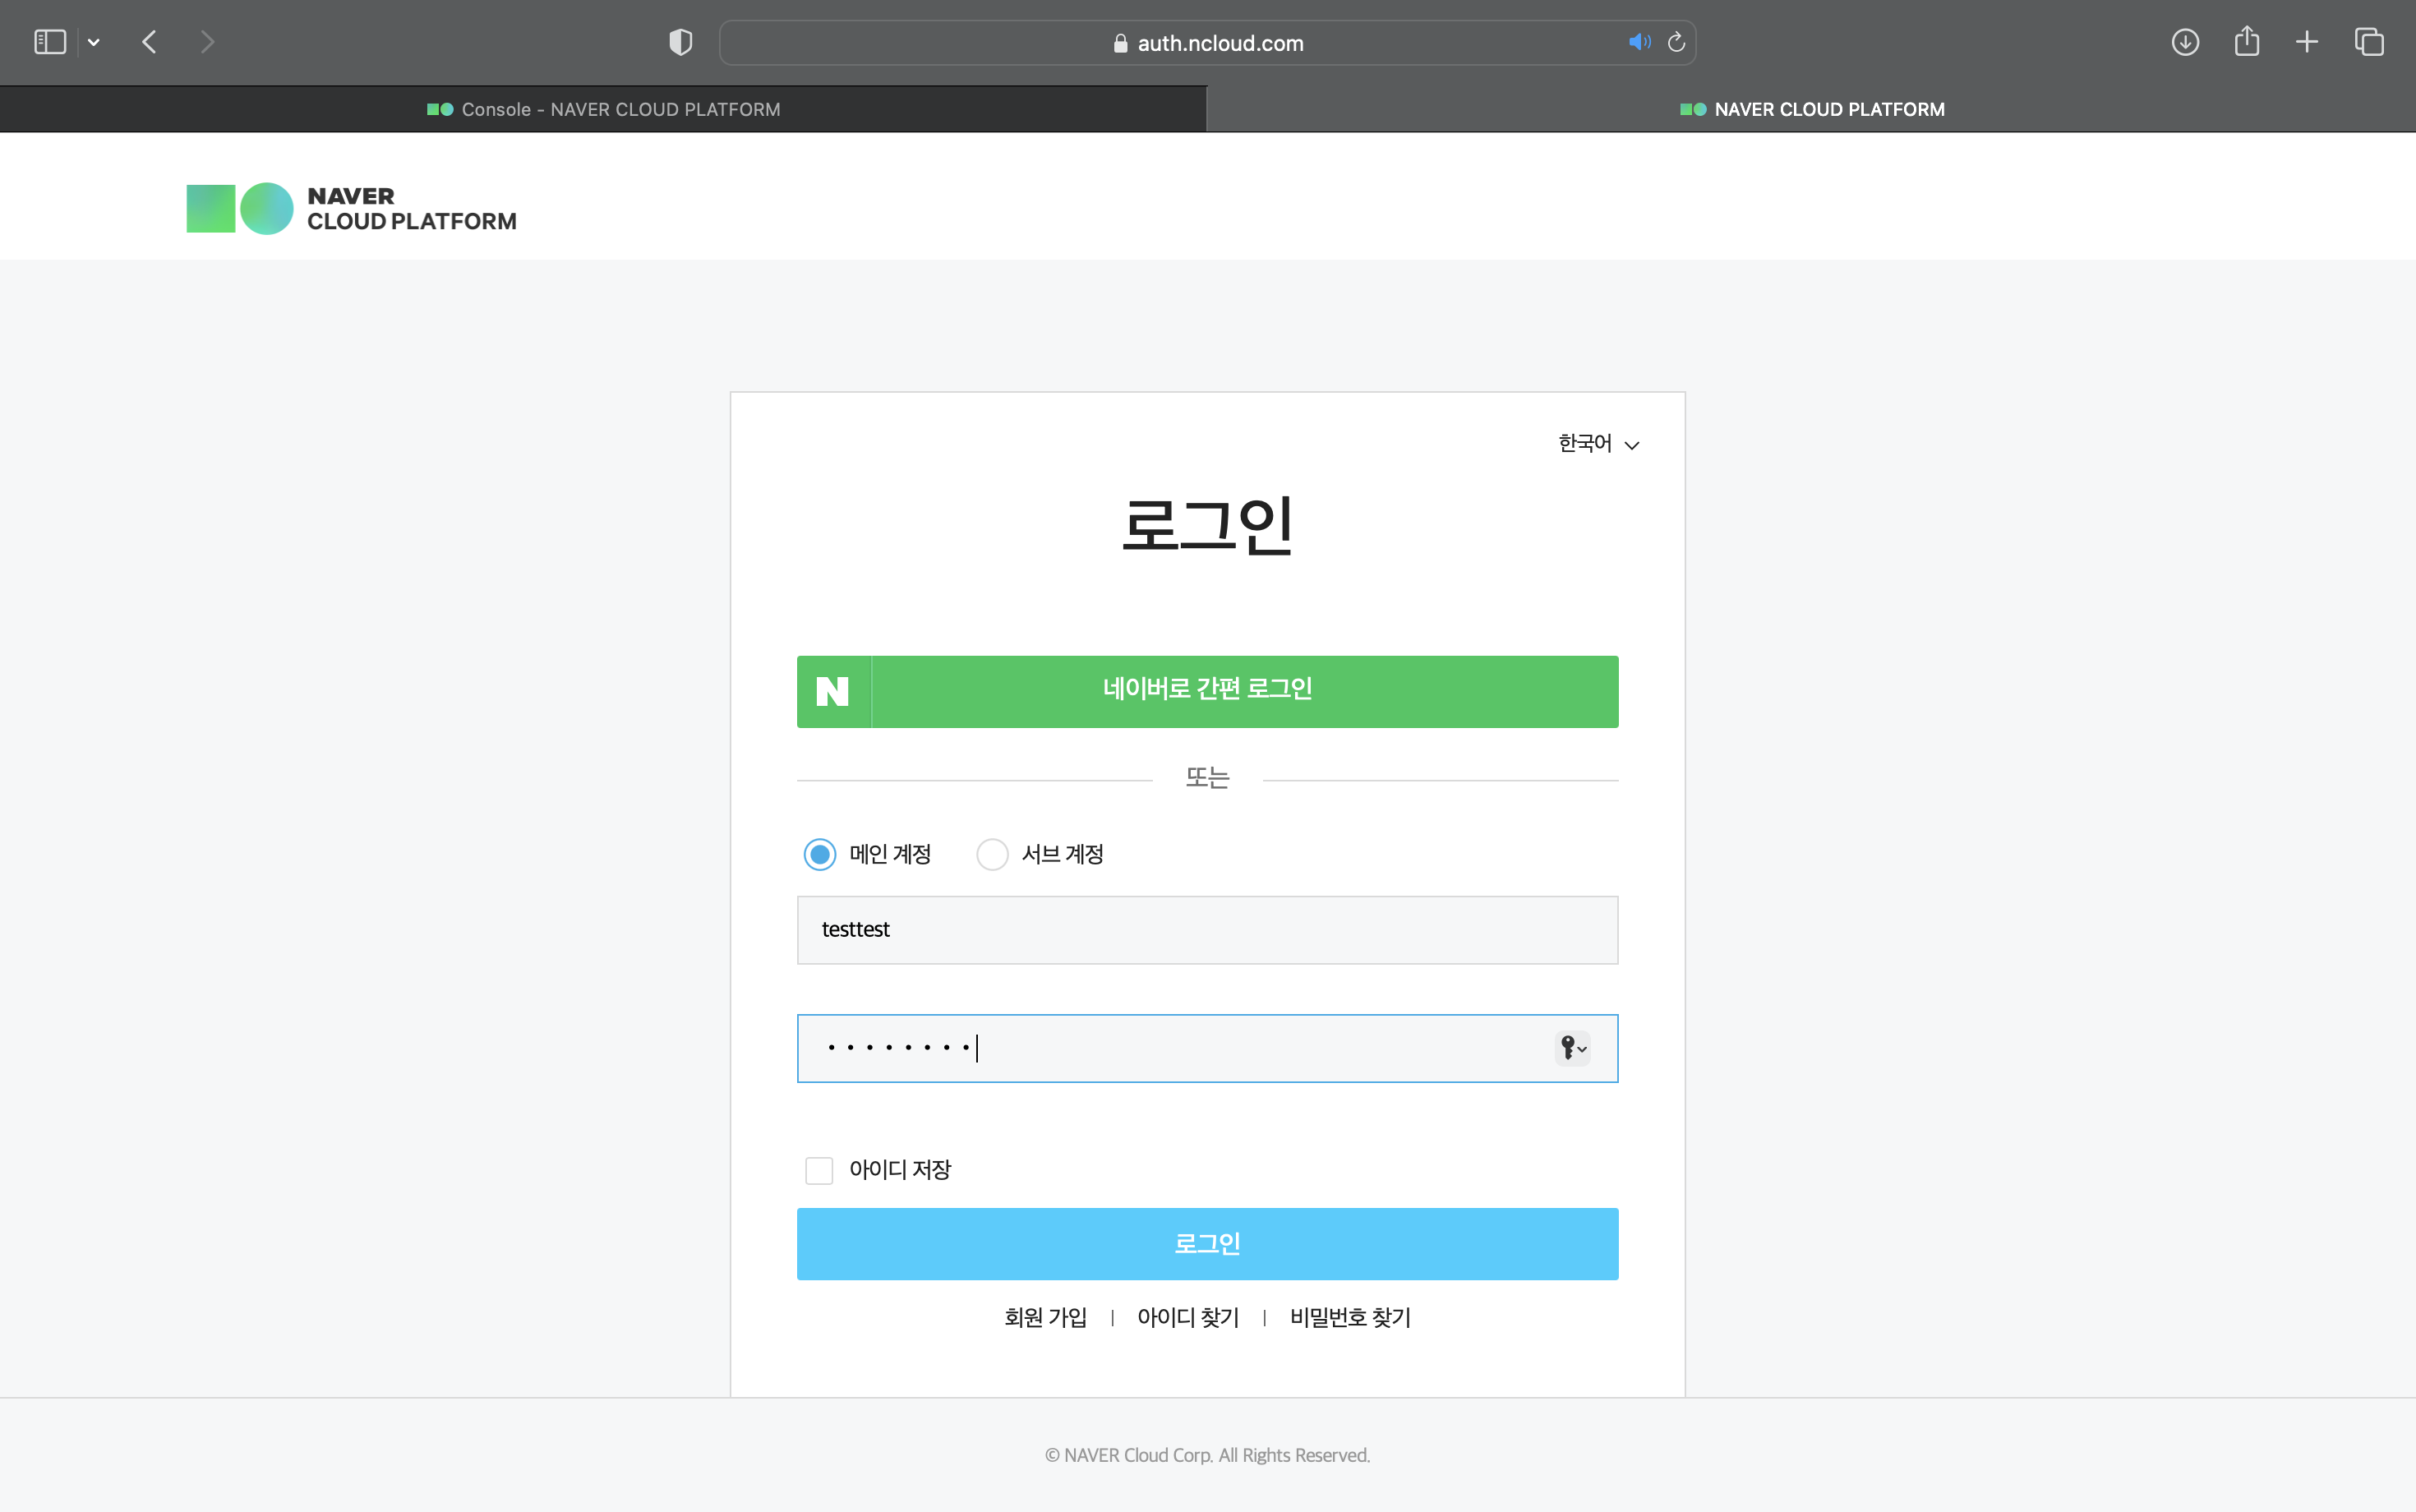 auth.ncloud.com
Console - NAVER CLOUD PLATFORM
NAVER CLOUD PLATFORM
NAVER
CLOUD PLATFORM
한국어
로그인
N 네이버로 간편 로그인
또는
메인 계정 서브 계정
testtest
아이디 저장
로그인
회원 가입 | 아이디 찾기 | 비밀번호 찾기
© NAVER Cloud Corp. All Rights Reserved.